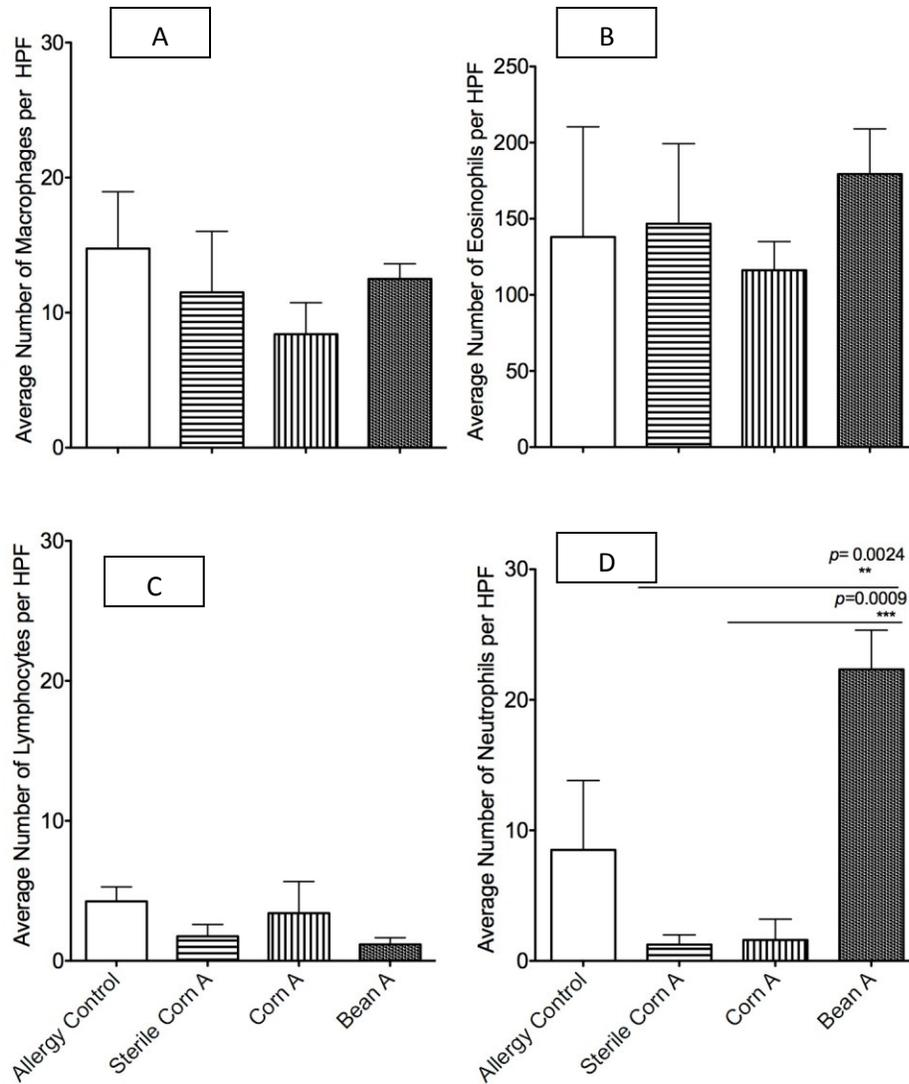 A
Average Number of Macrophages per HPF
30
20
10
0
B
Average Number of Eosinophils per HPF
250
200
150
100
50
0
C
Average Number of Lymphocytes per HPF
30
20
10
0
Allergy Control
Sterile Corn A
Corn A
Bean A
D
Average Number of Neutrophils per HPF
30
20
10
0
p= 0.0024
**
p=0.0009
***
Allergy Control
Sterile Corn A
Corn A
Bean A